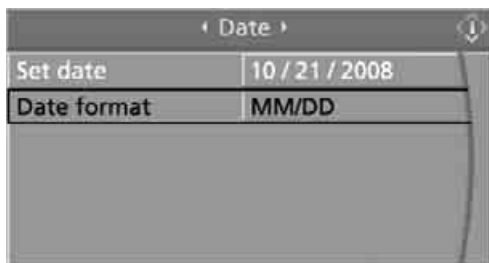 Date
Set date 10 / 21 / 2008
Date format MM/DD